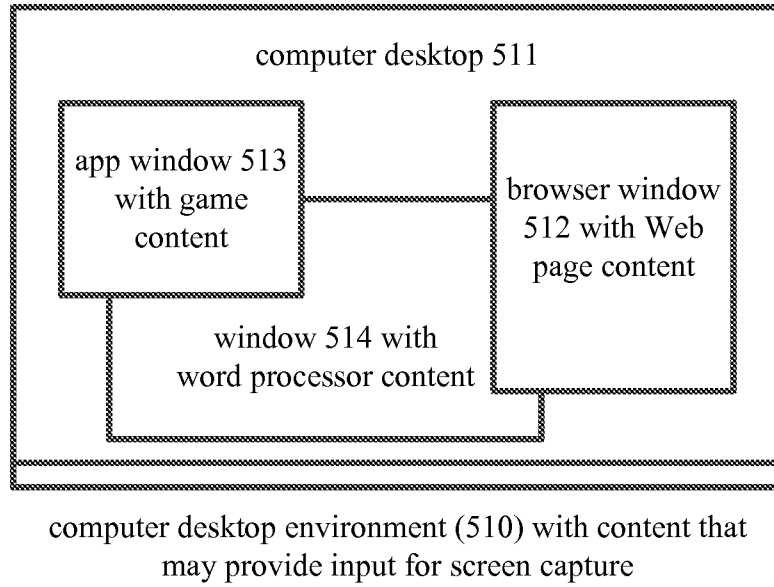 computer desktop 511
app window 513
with game
content
browser window
512 with Web
page content
window 514 with
word processor content
computer desktop environment (510) with content that
may provide input for screen capture